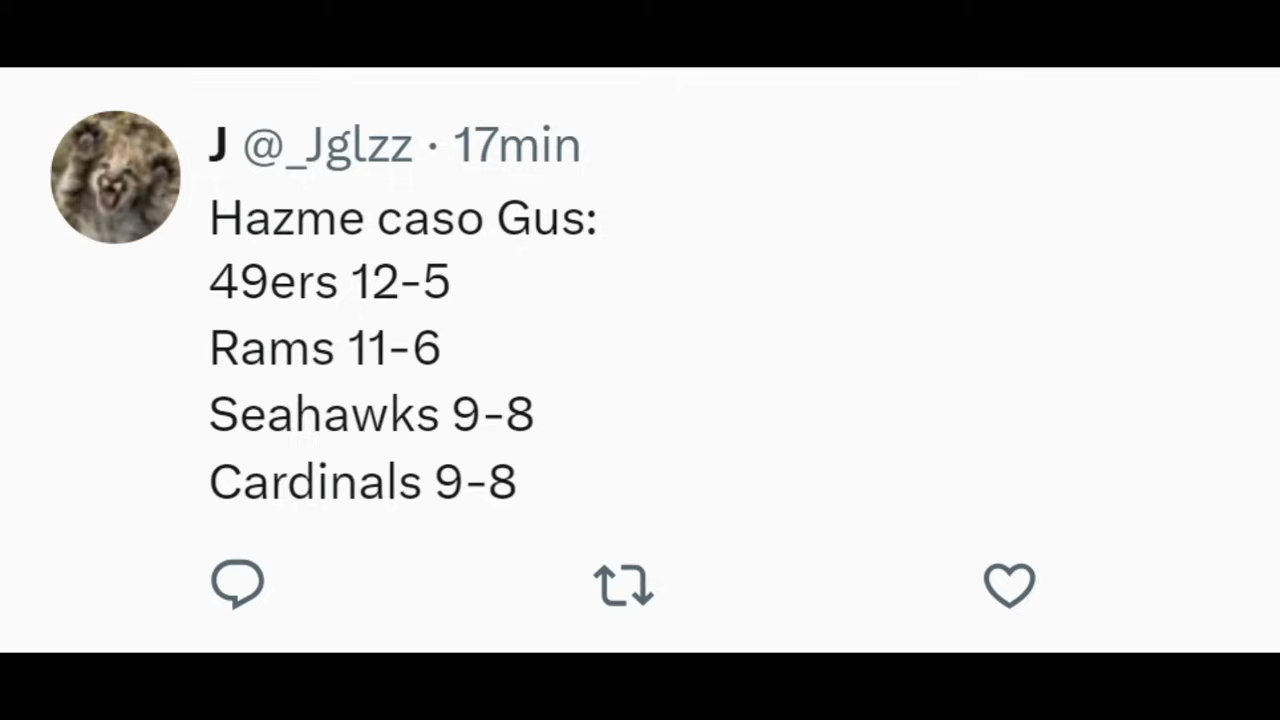 J @_Jglzz · 17min
Hazme caso Gus:
49ers 12-5
Rams 11-6
Seahawks 9-8
Cardinals 9-8